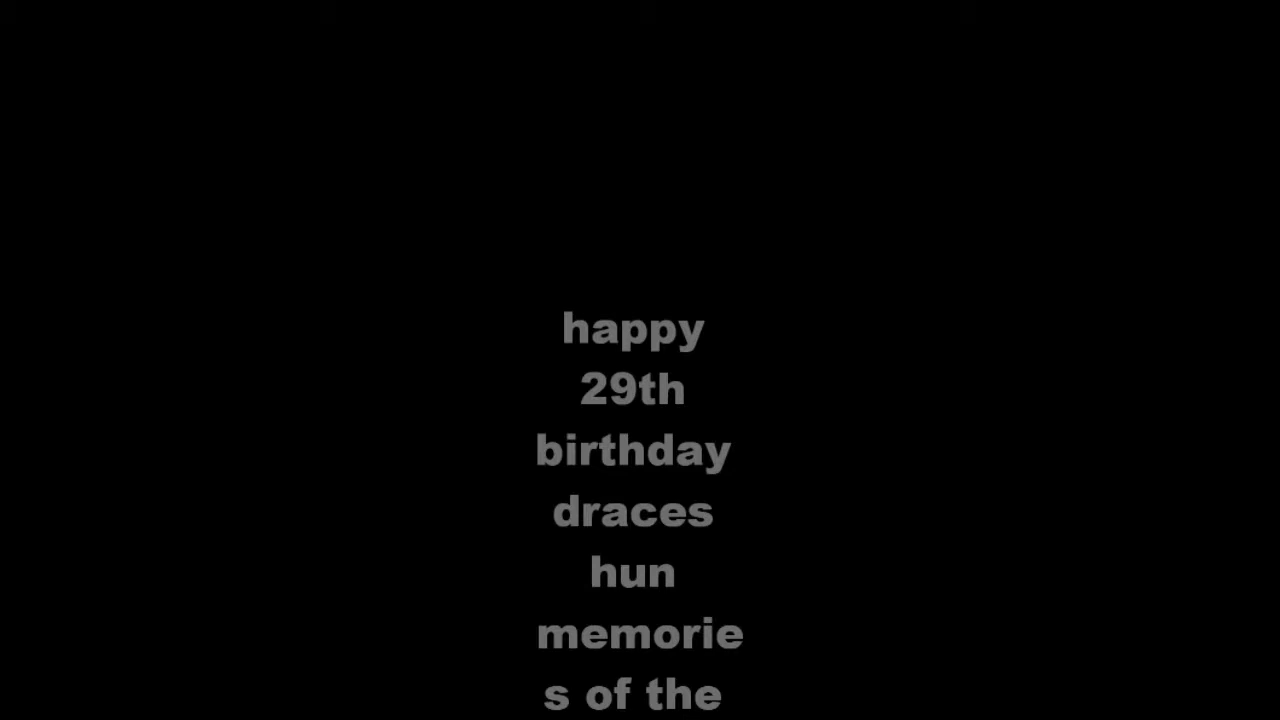 happy
29th
birthday
draces
hun
memorie
s of the